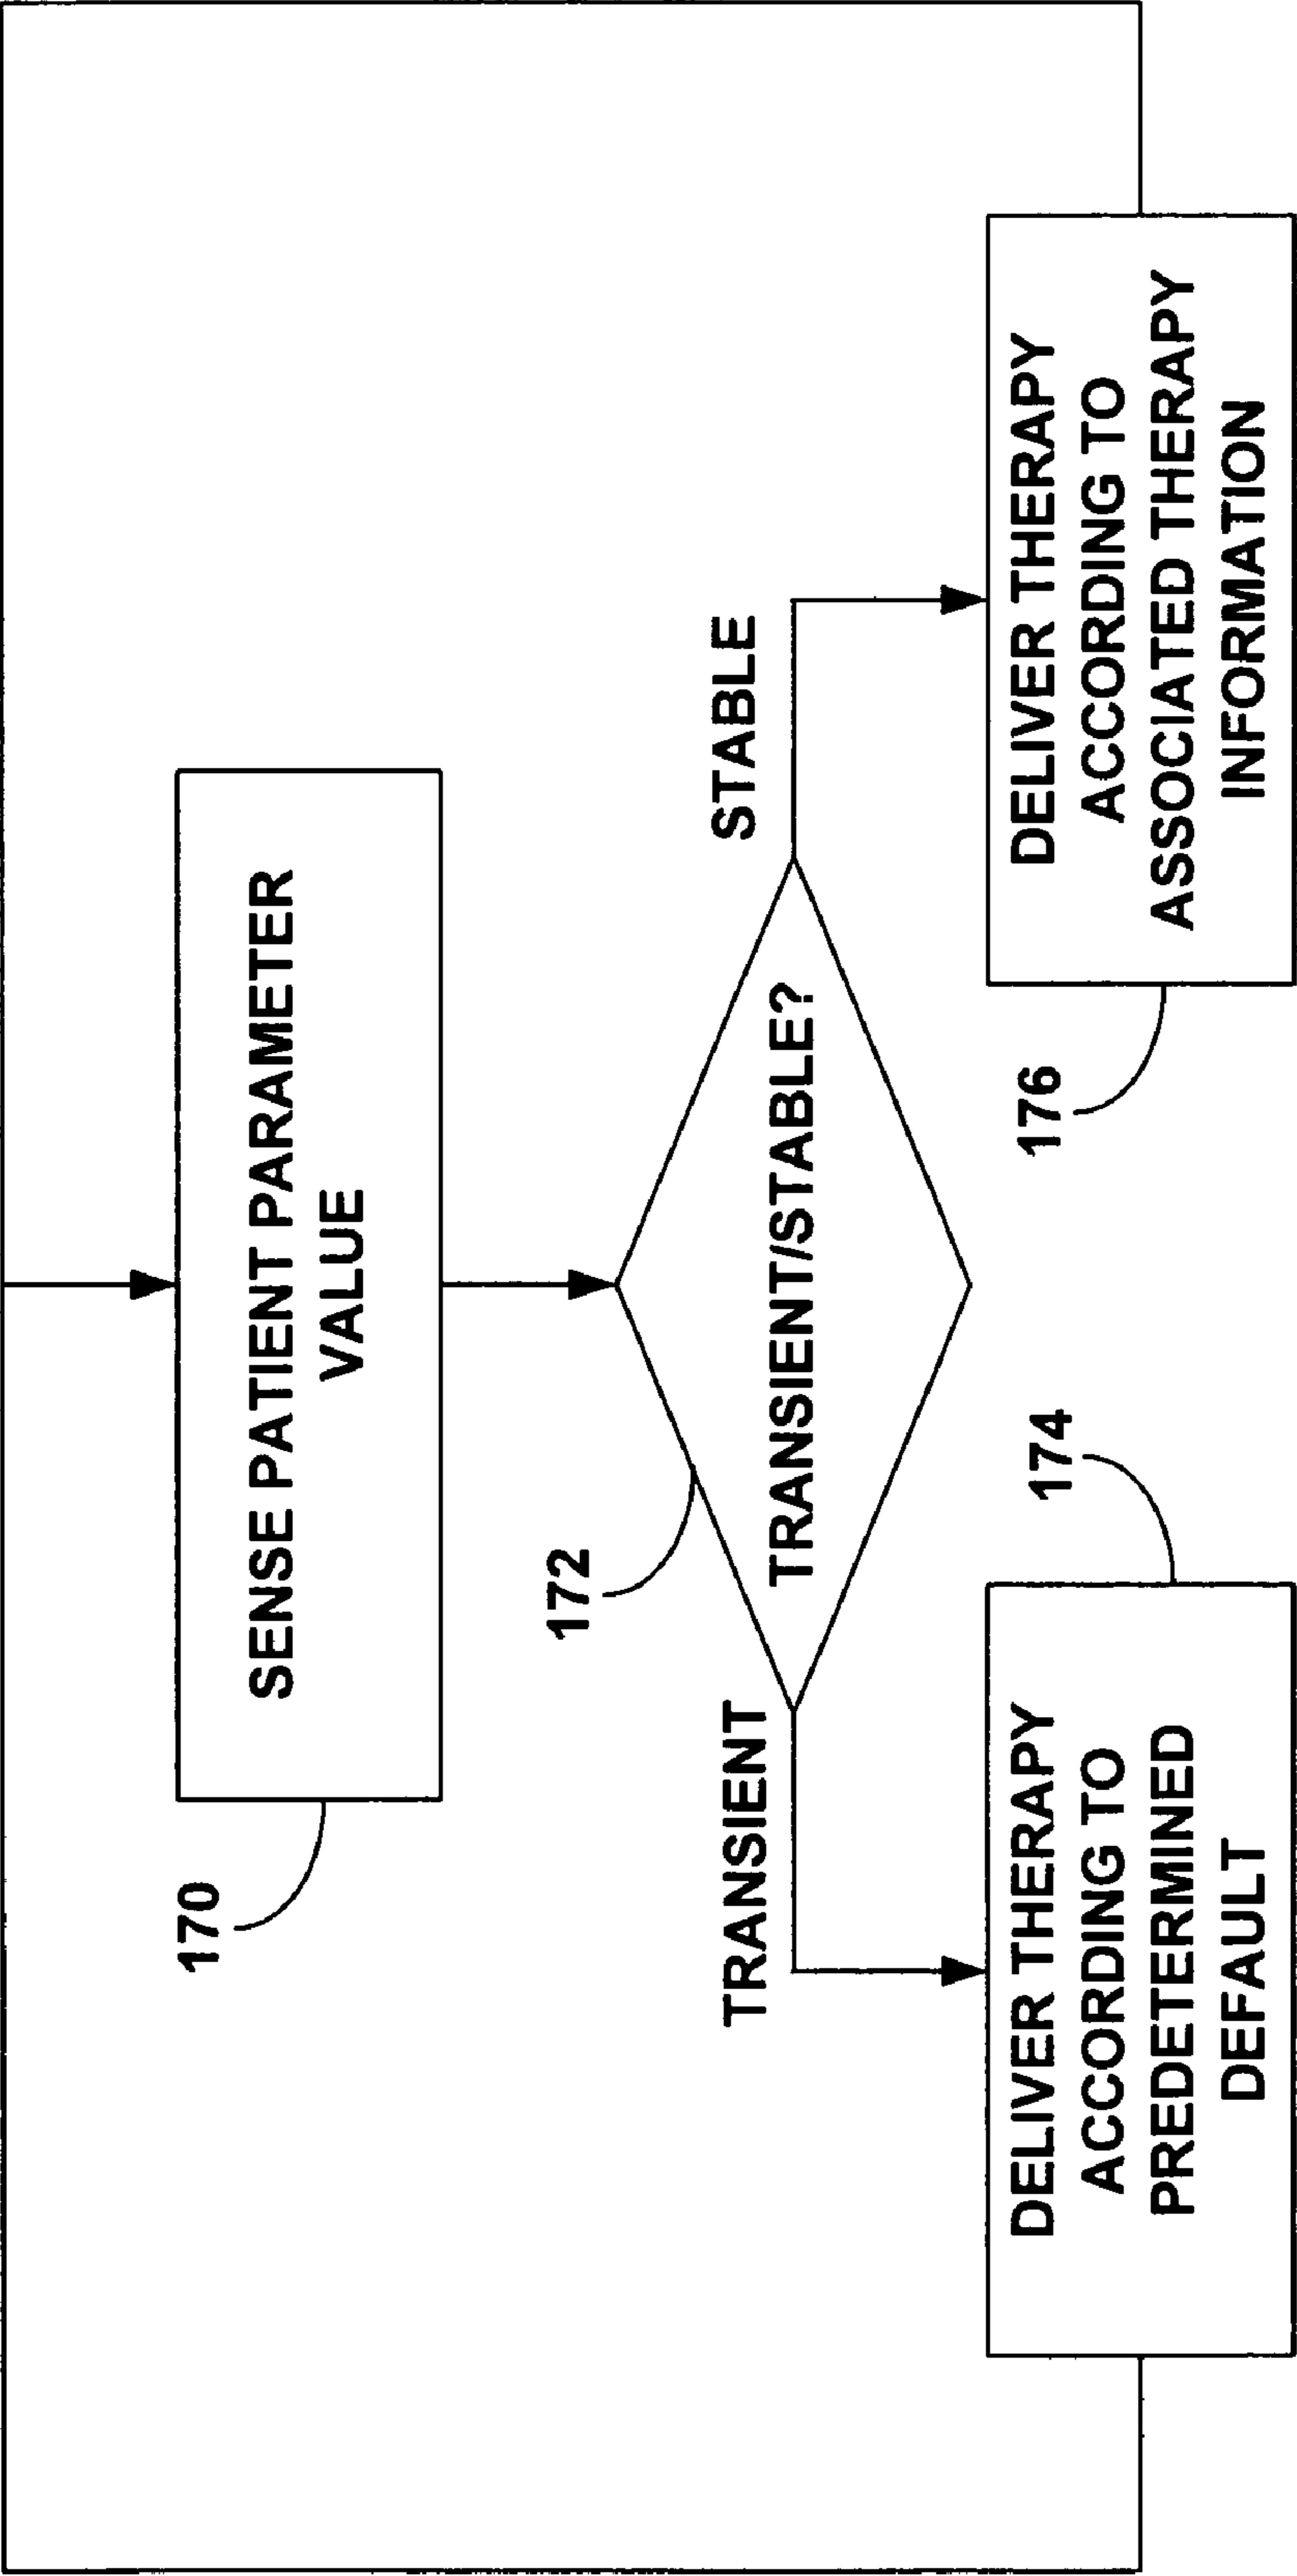 170
SENSE PATIENT PARAMETER
VALUE
172
TRANSIENT/STABLE?
TRANSIENT
STABLE
174
DELIVER THERAPY
ACCORDING TO
PREDETERMINED
DEFAULT
176
DELIVER THERAPY
ACCORDING TO
ASSOCIATED THERAPY
INFORMATION